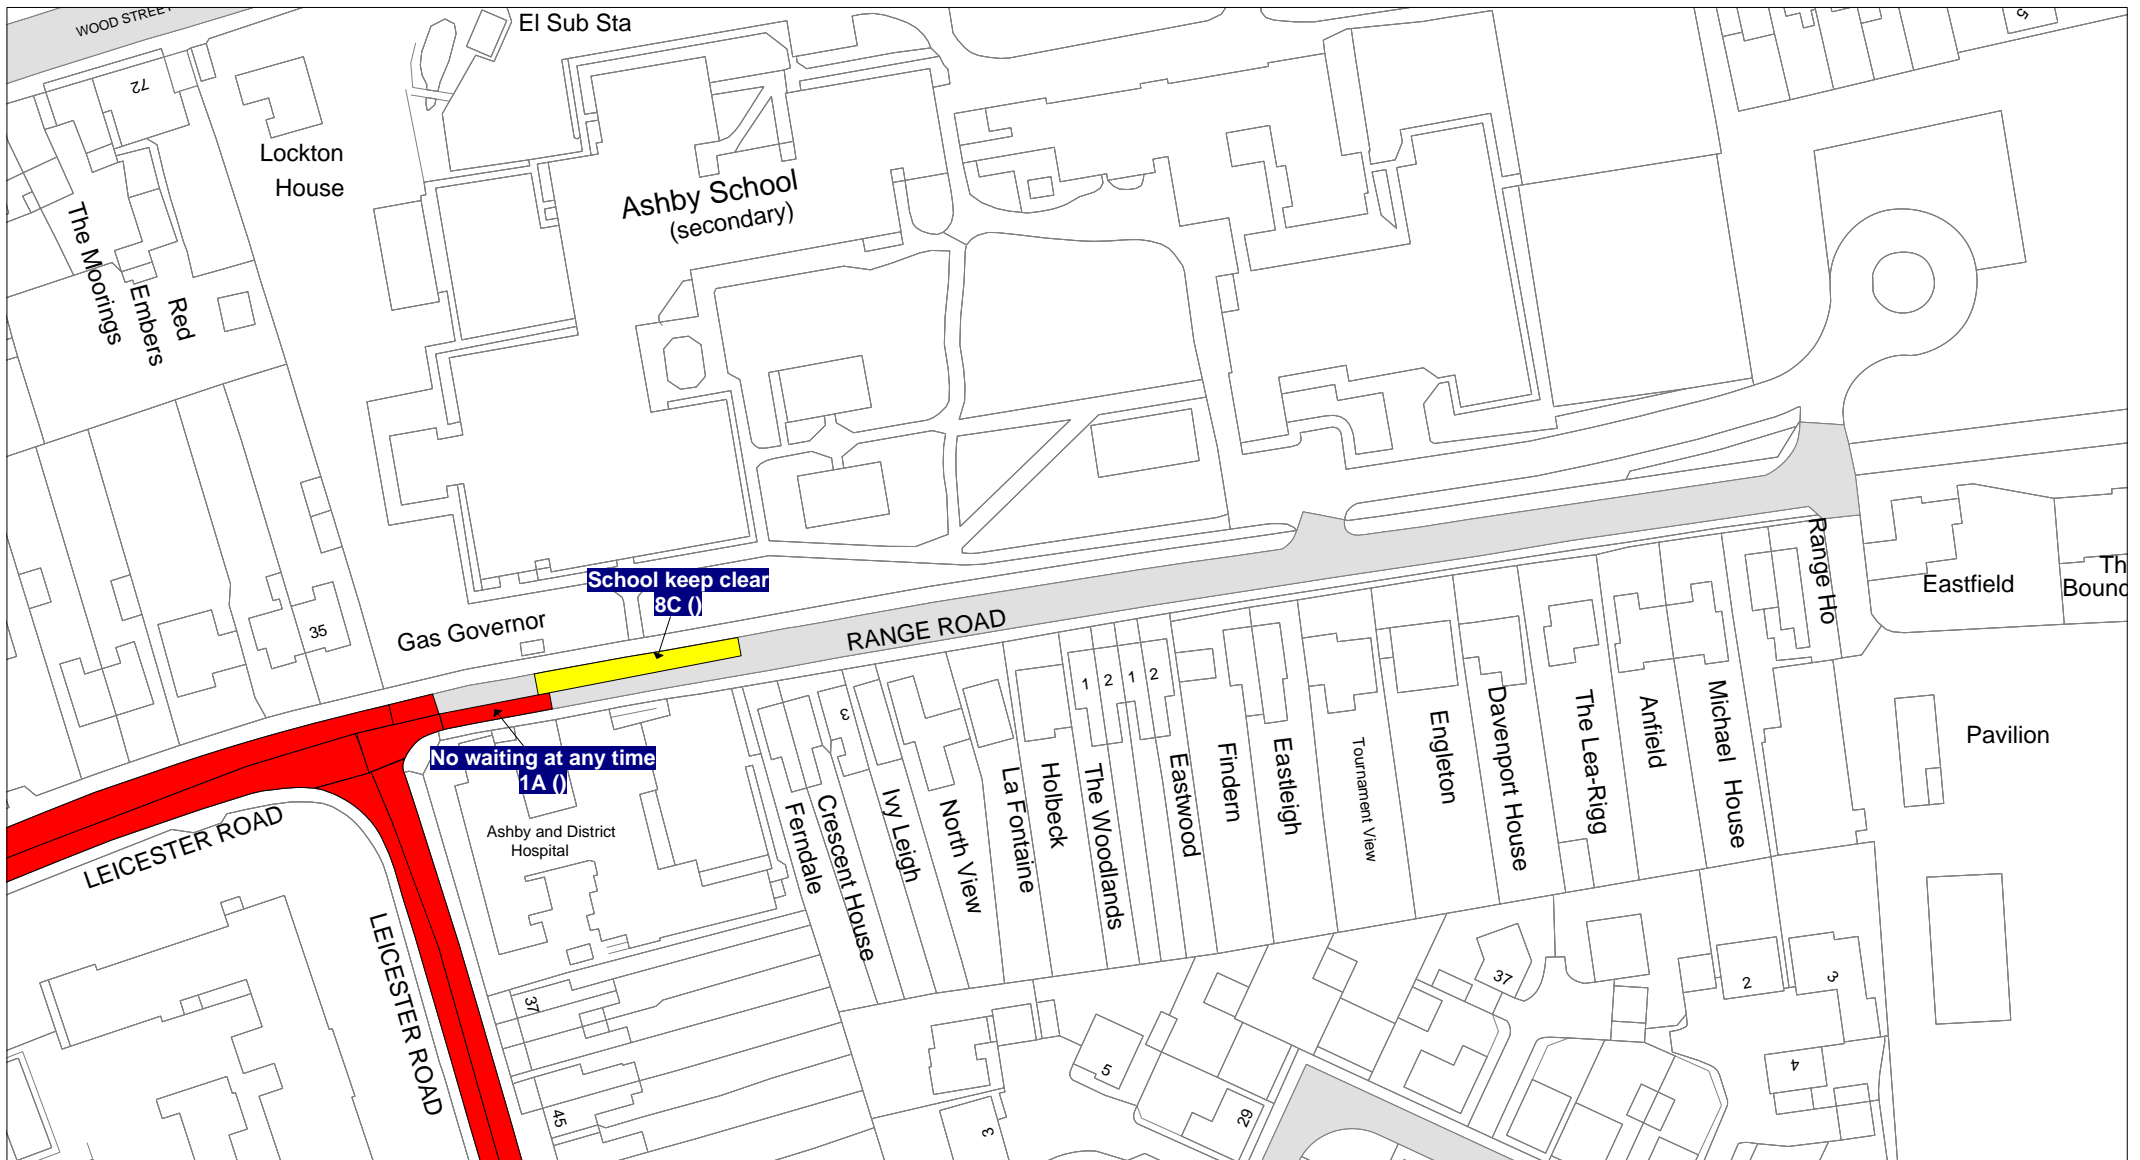 WOOD STREET
El Sub Sta
5
72
Lockton
House
Ashby School
(secondary)
The Moorings
Red
Embers
35
Gas Governor
School keep clear
8C ()
RANGE ROAD
No waiting at any time
1A ()
LEICESTER ROAD
LEICESTER ROAD
Ashby and District
Hospital
Ferndale
Crescent House
3
Ivy Leigh
North View
La Fontaine
Holbeck
The Woodlands
1
2
1
2
Eastwood
Findern
Eastleigh
Tournament View
Engleton
Davenport House
The Lea-Rigg
Anfield
Michael House
Range Ho
Eastfield
Th
Bound
Pavilion
37
45
3
5
29
37
2
3
4